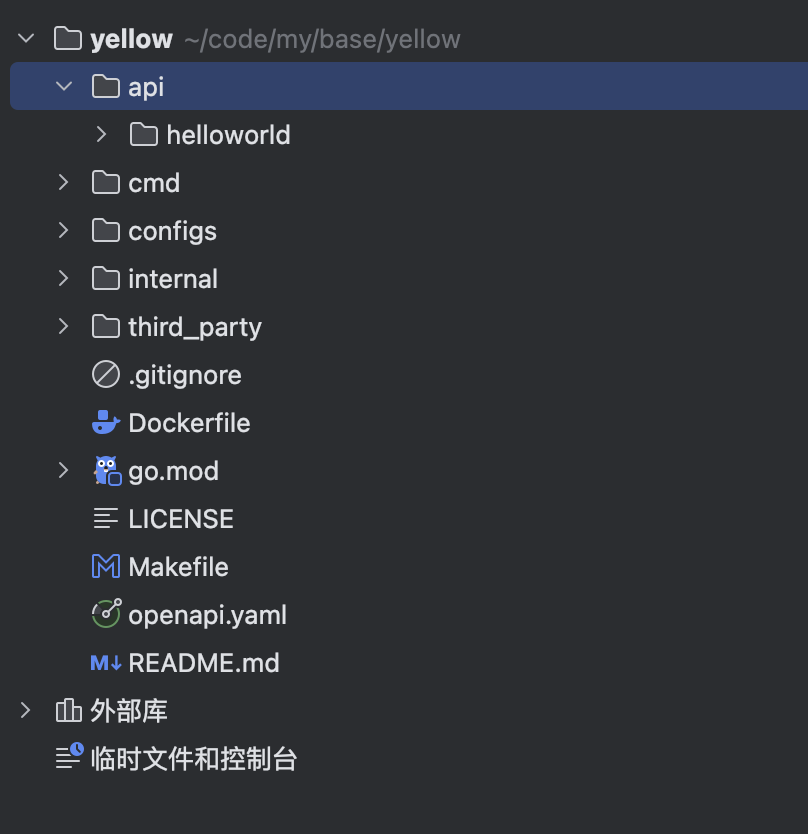 yellow ~/code/my/base/yellow
api
helloworld
cmd
configs
internal
third_party
.gitignore
Dockerfile
go.mod
LICENSE
Makefile
openapi.yaml
M↓ README.md
外部库
临时文件和控制台